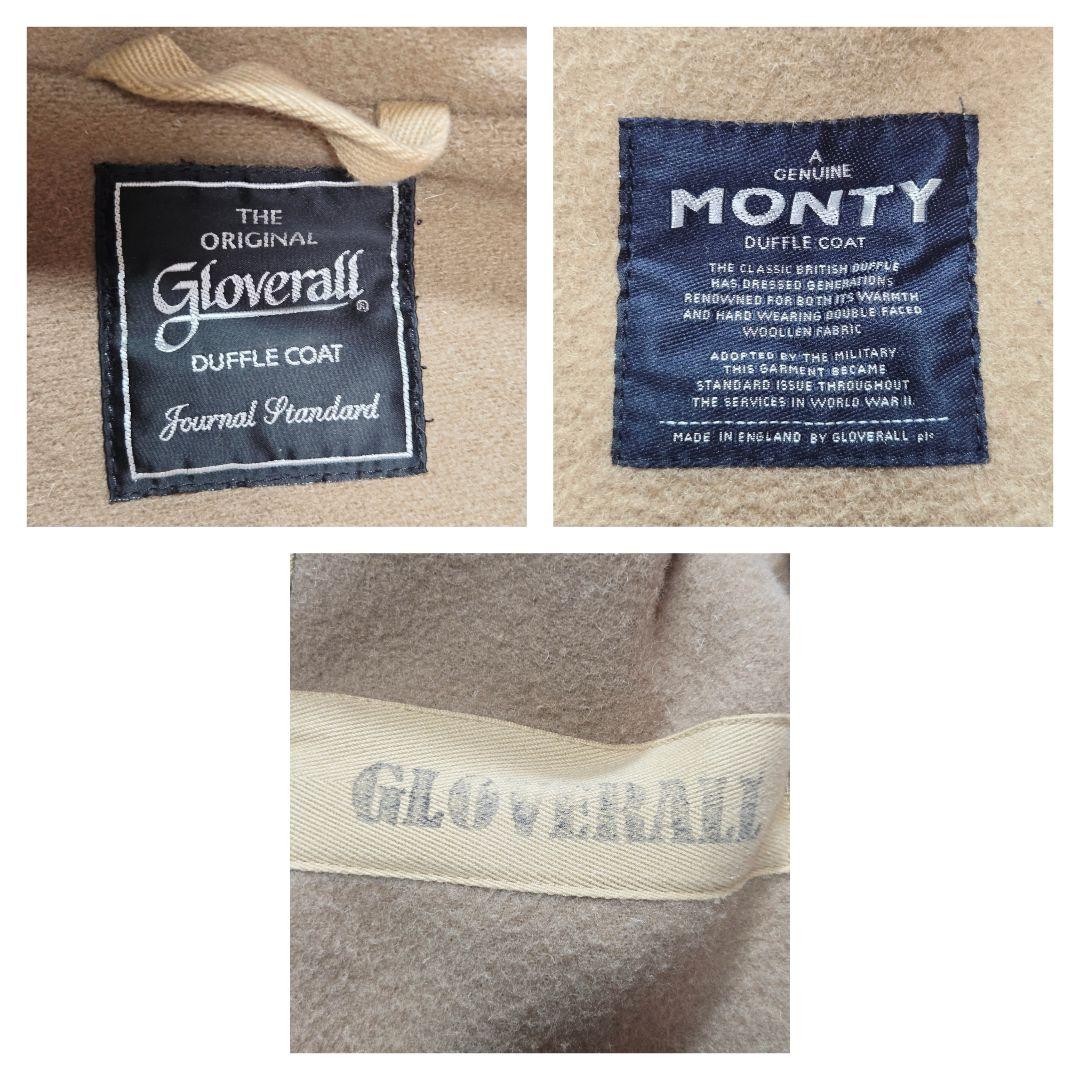 THE
ORIGINAL
Gloverall®
DUFFLE COAT
Journal Standard
A
GENUINE
MONTY
DUFFLE COAT
THE CLASSIC BRITISH DUFFLE
HAS DRESSED GENERATIONS
RENOWNED FOR BOTH ITS WARMTH
AND HARD WEARING DOUBLE FACED
WOOLLEN FABRIC
ADOPTED BY THE MILITARY
THIS GARMENT BECAME
STANDARD ISSUE THROUGHOUT
THE SERVICES IN WORLD WAR II.
MADE IN ENGLAND BY GLOVERALL plc
GLOVERALL